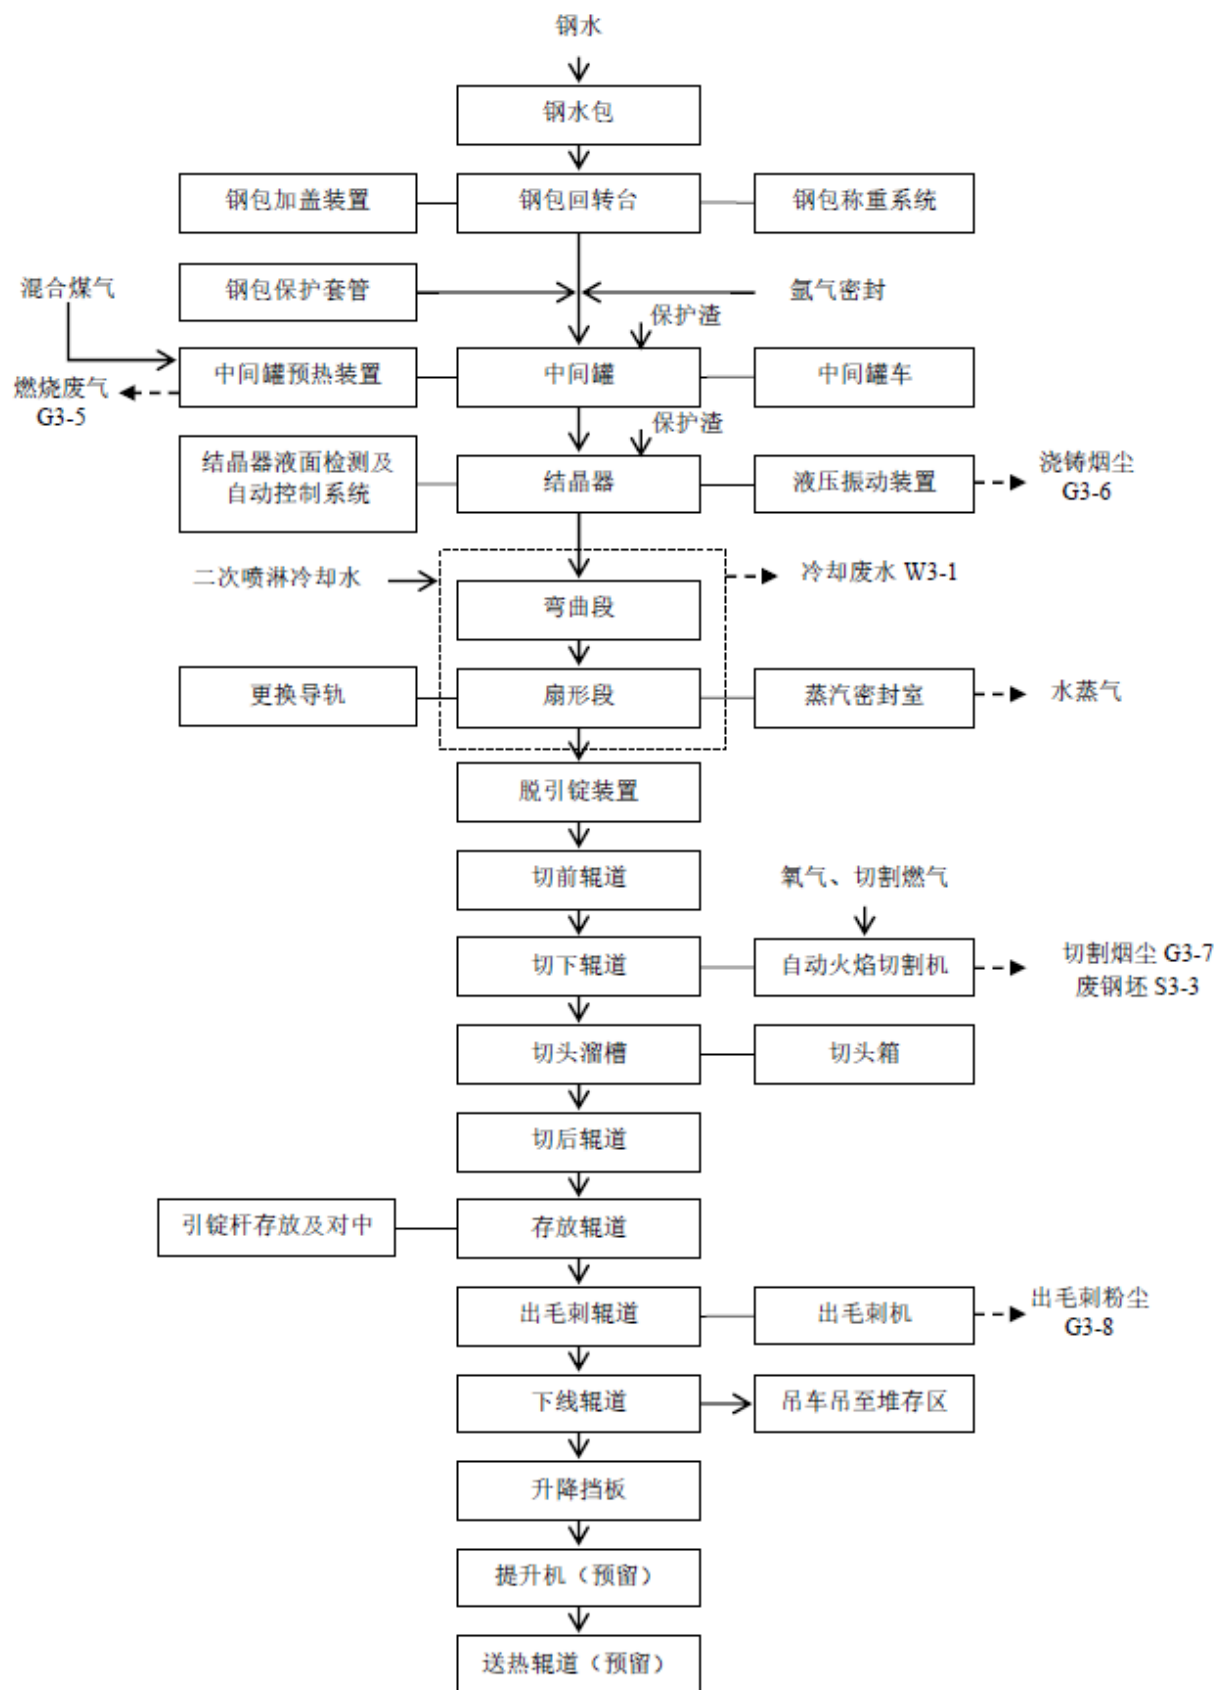 钢水
钢水包
钢包加盖装置
钢包回转台
钢包称重系统
混合煤气
钢包保护套管
氩气密封
保护渣
中间罐预热装置
中间罐
中间罐车
燃烧废气
G3-5
保护渣
结晶器液面检测及
自动控制系统
结晶器
液压振动装置
浇铸烟尘
G3-6
二次喷淋冷却水
冷却废水 W3-1
弯曲段
更换导轨
扇形段
蒸汽密封室
水蒸气
脱引锭装置
切前辊道
氧气、切割燃气
切下辊道
自动火焰切割机
切割烟尘 G3-7
废钢坯 S3-3
切头溜槽
切头箱
切后辊道
引锭杆存放及对中
存放辊道
出毛刺辊道
出毛刺机
出毛刺粉尘
G3-8
下线辊道
吊车吊至堆存区
升降挡板
提升机（预留）
送热辊道（预留）